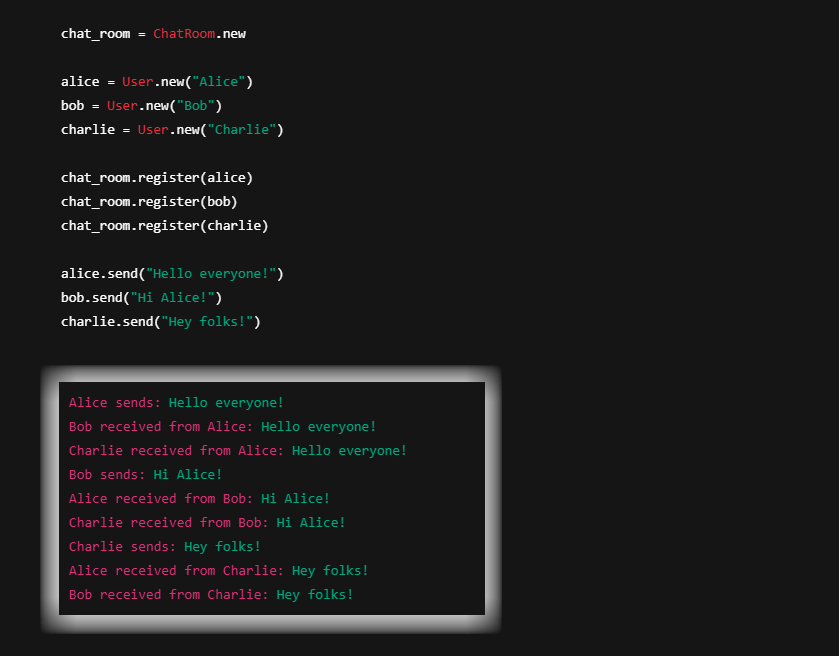 chat_room = ChatRoom.new
alice = User.new("Alice")
bob = User.new("Bob")
charlie = User.new("Charlie")
chat_room.register(alice)
chat_room.register(bob)
chat_room.register(charlie)
alice.send("Hello everyone!")
bob.send("Hi Alice!")
charlie.send("Hey folks!")
Alice sends: Hello everyone!
Bob received from Alice: Hello everyone!
Charlie received from Alice: Hello everyone!
Bob sends: Hi Alice!
Alice received from Bob: Hi Alice!
Charlie received from Bob: Hi Alice!
Charlie sends: Hey folks!
Alice received from Charlie: Hey folks!
Bob received from Charlie: Hey folks!